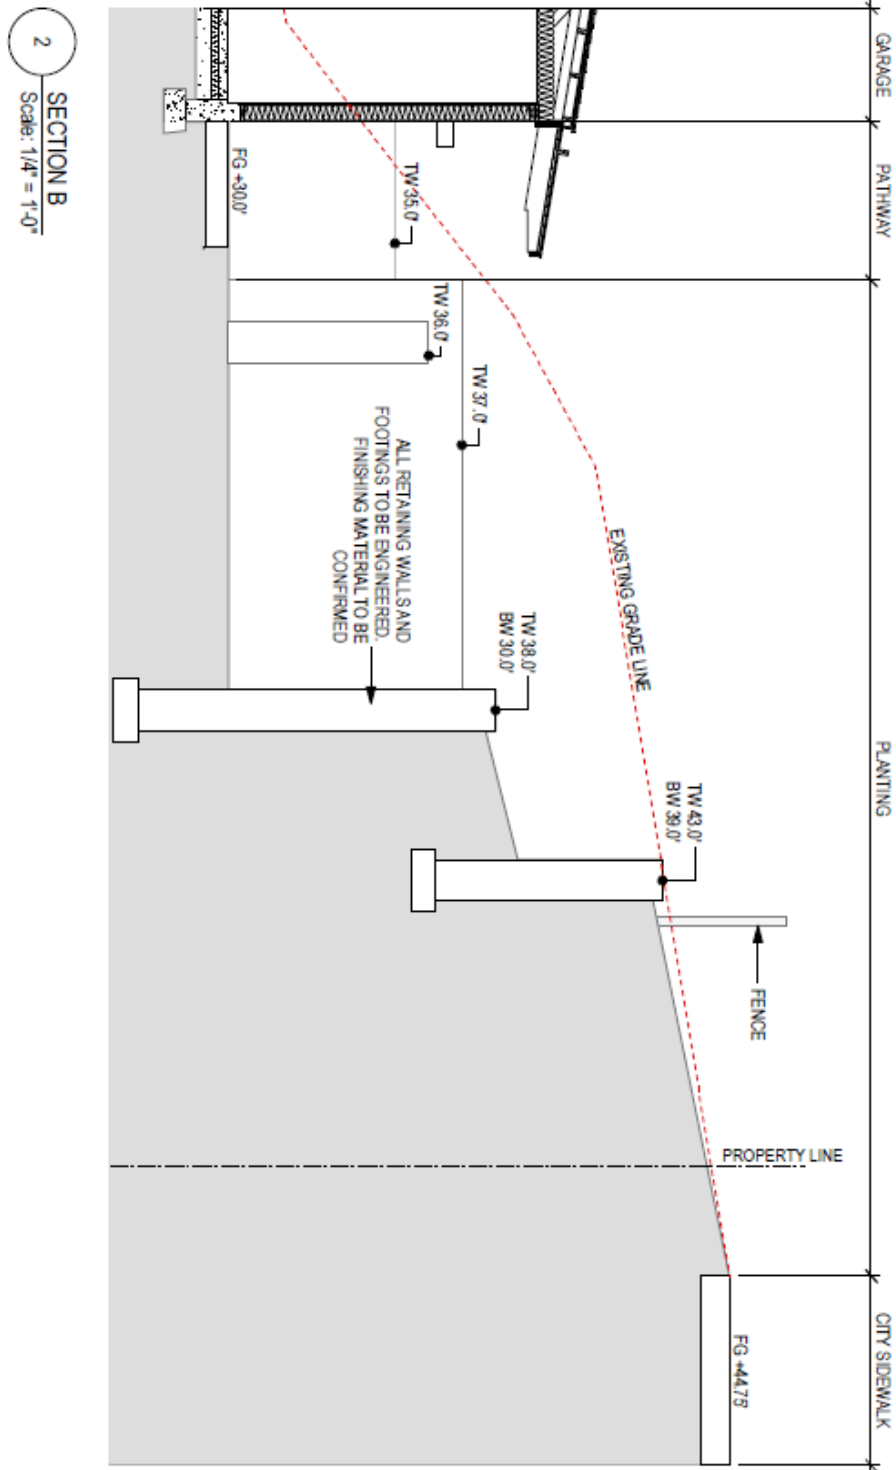 GARAGE
PATHWAY
PLANTING
CITY SIDEWALK
FG +30.0'
TW 35.0'
TW 36.0'
TW 37.0'
ALL RETAINING WALLS AND
FOOTINGS TO BE ENGINEERED.
FINISHING MATERIAL TO BE
CONFIRMED
TW 38.0'
BW 30.0'
EXISTING GRADE LINE
TW 43.0'
BW 39.0'
FENCE
PROPERTY LINE
FG +44.75'
2
SECTION B
Scale: 1/4" = 1'-0"